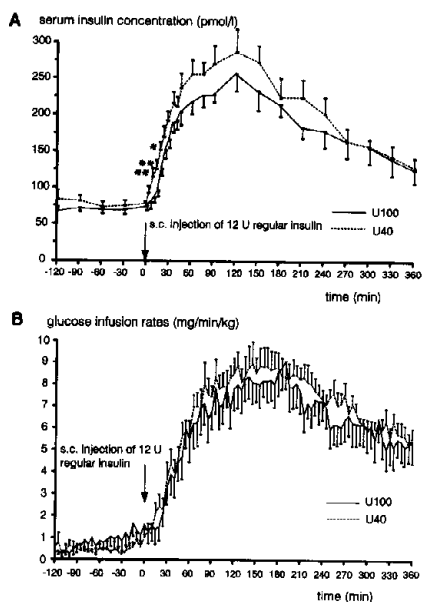 A serum insulin concentration (pmol/l)
300
250
200
150
100
75
50
0
*
**
**
s.c. injection of 12 U regular insulin
U100
U40
-120 -90 -60 -30 0 30 60 90 120 150 180 210 240 270 300 330 360
time (min)
B glucose infusion rates (mg/min/kg)
10
9
8
7
6
5
4
3
2
1
0
s.c. injection of 12 U
regular insulin
U100
U40
-120 -90 -60 -30 0 30 60 90 120 150 180 210 240 270 300 330 360
time (min)